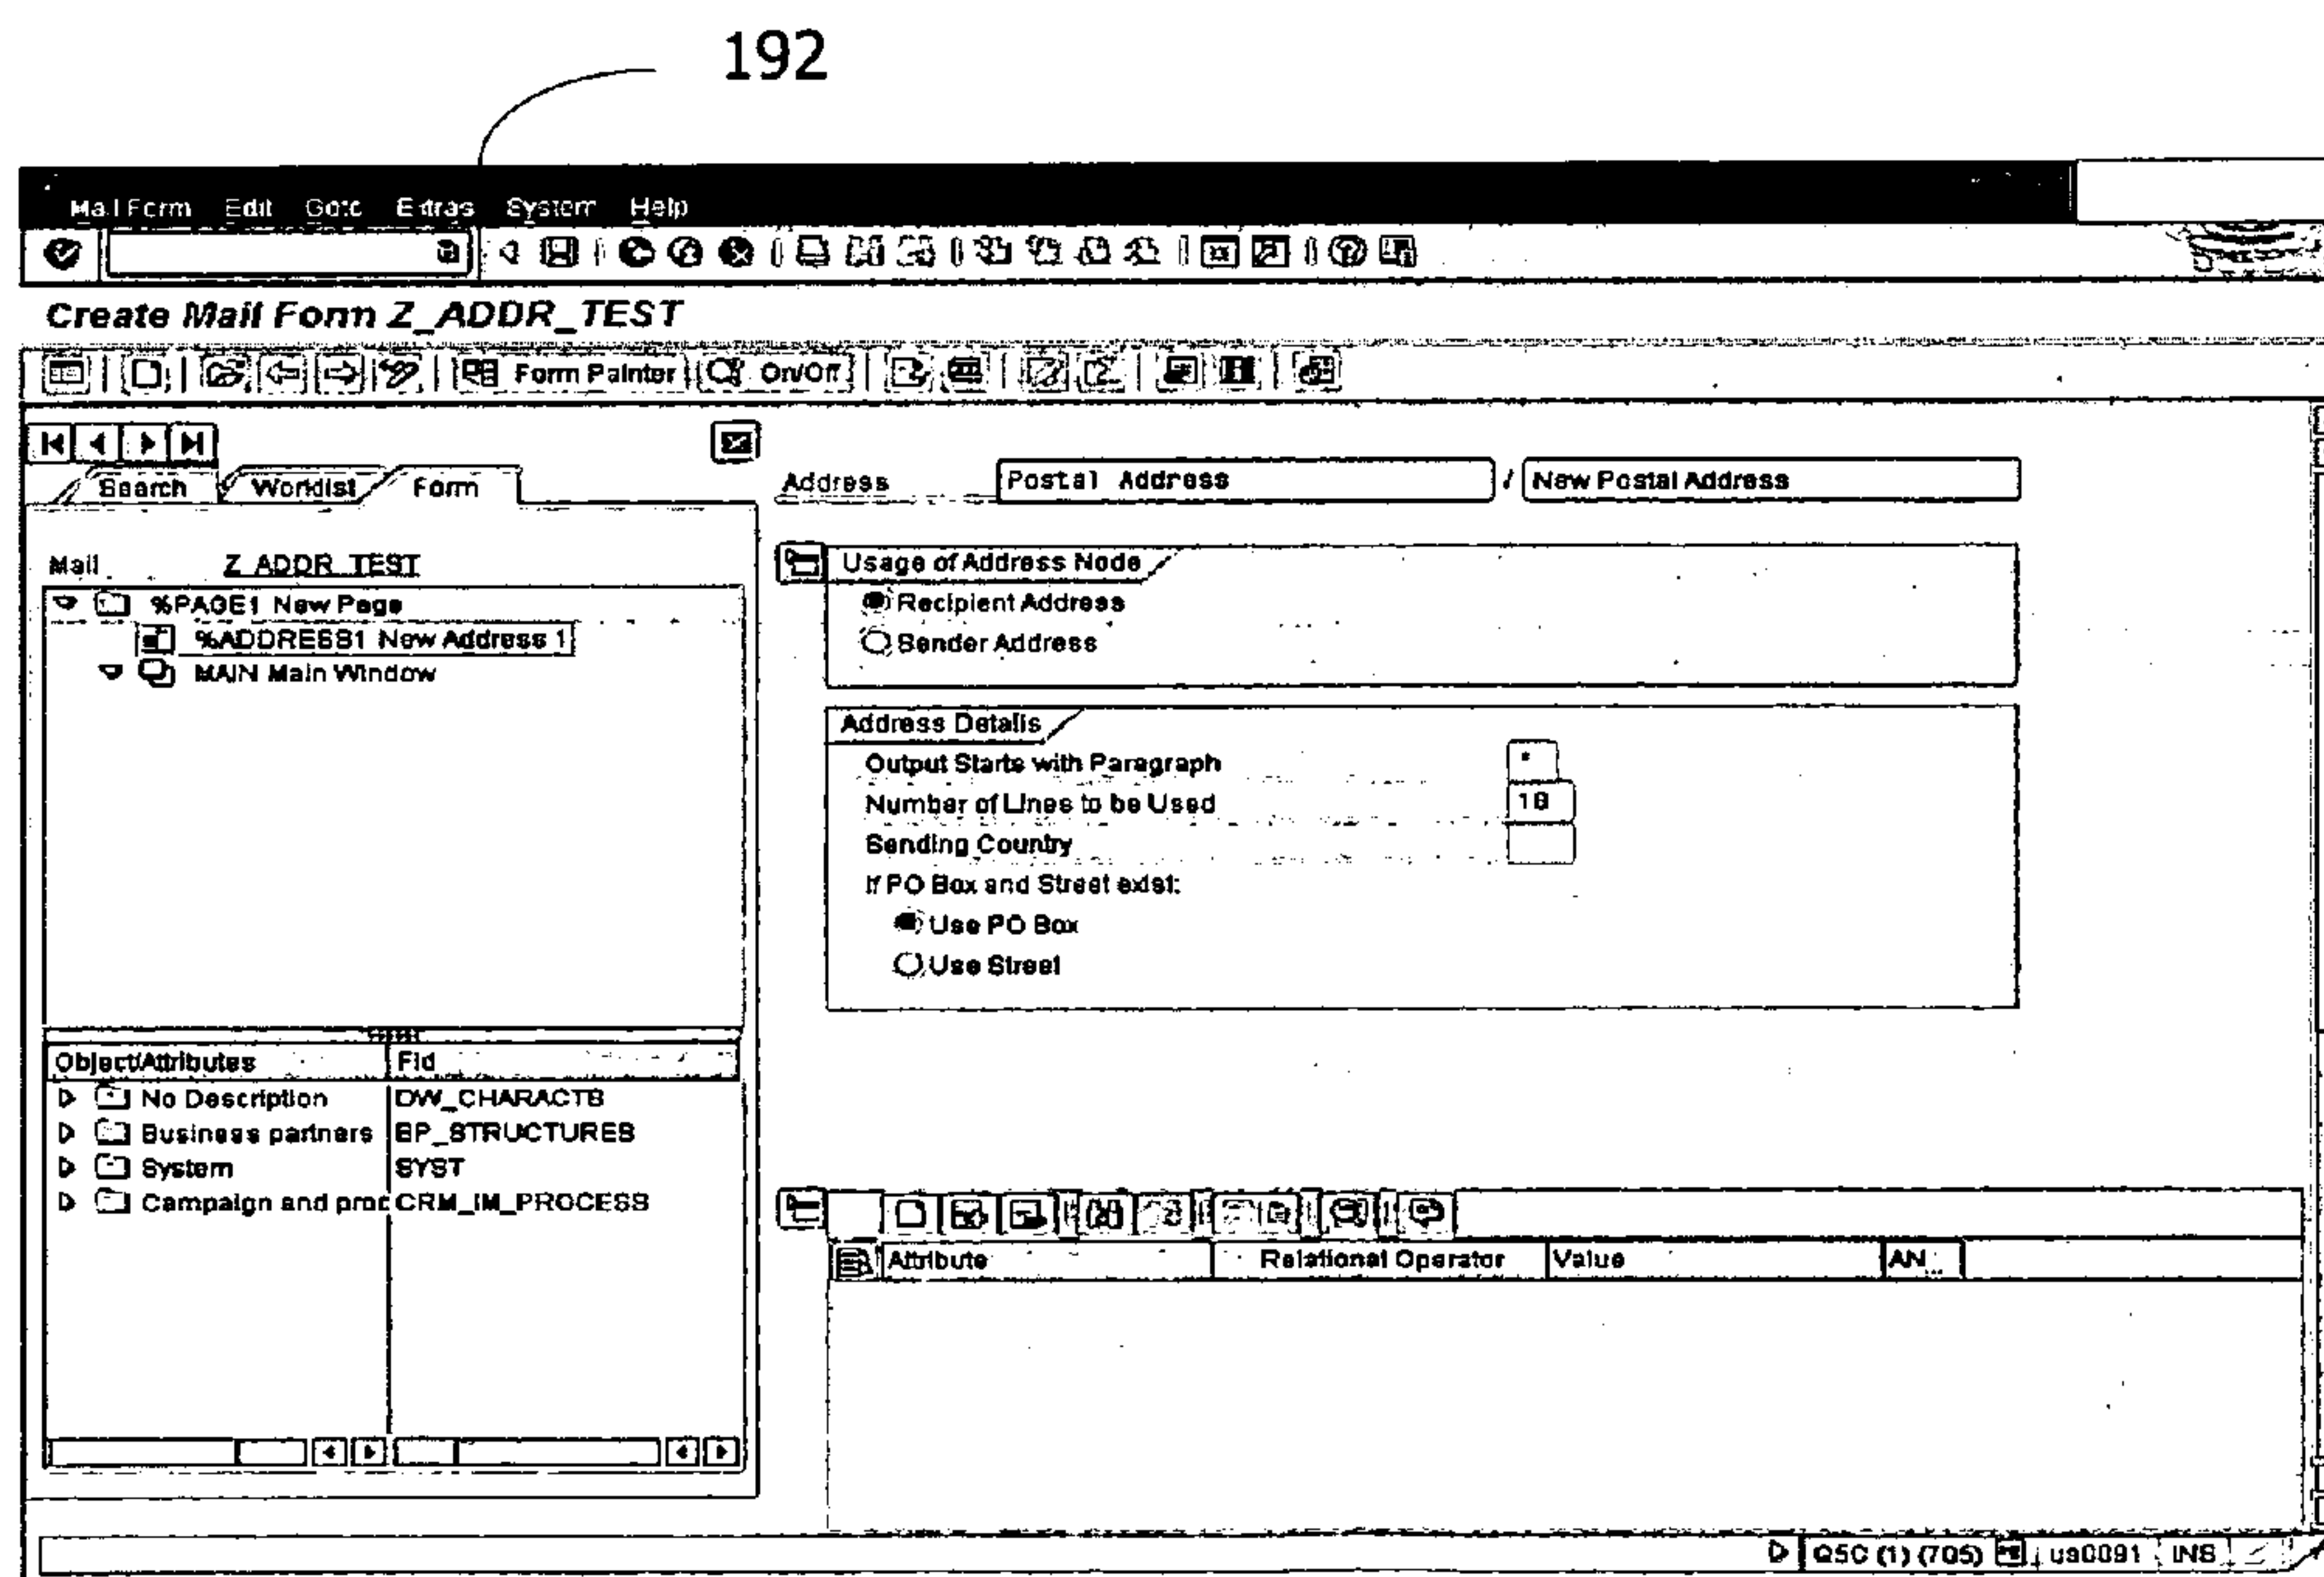 192
Mail Form Edit Goto Extras System Help
Create Mail Form Z_ADDR_TEST
Form Painter On/Off
Search Worklist Form
Address Postal Address / New Postal Address
Mail Z_ADDR_TEST
Usage of Address Node
%PAGE1 New Page
Recipient Address
%ADDRESS1 New Address 1
Sender Address
MAIN Main Window
Address Details
Output Starts with Paragraph *
Number of Lines to be Used
Sending Country
If PO Box and Street exist:
Use PO Box
Use Street
Object/Attributes Fld
No Description
Business partners BP_STRUCTURES
System SYST
Campaign and proc CRM_IM_PROCESS
Attribute Relational Operator Value AN...
(1) (705) INS